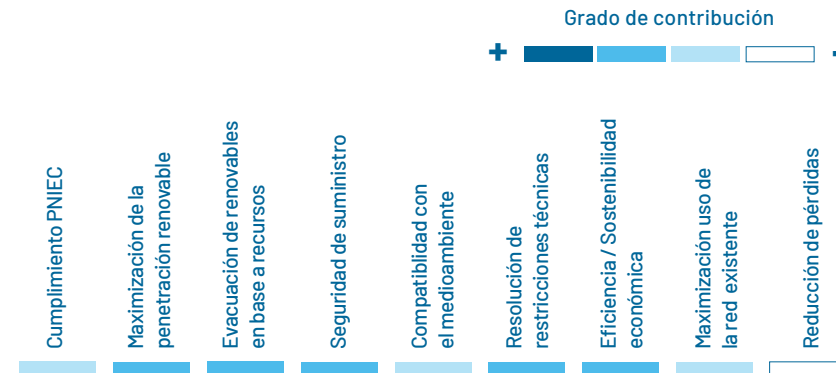 Grado de contribución
+
-
Cumplimiento PNIEC
Maximización de la
penetración renovable
Evacuación de renovables
en base a recursos
Seguridad de suministro
Compatiblidad con
el medioambiente
Resolución de
restricciones técnicas
Eficiencia / Sostenibilidad
económica
Maximización uso de
la red existente
Reducción de pérdidas